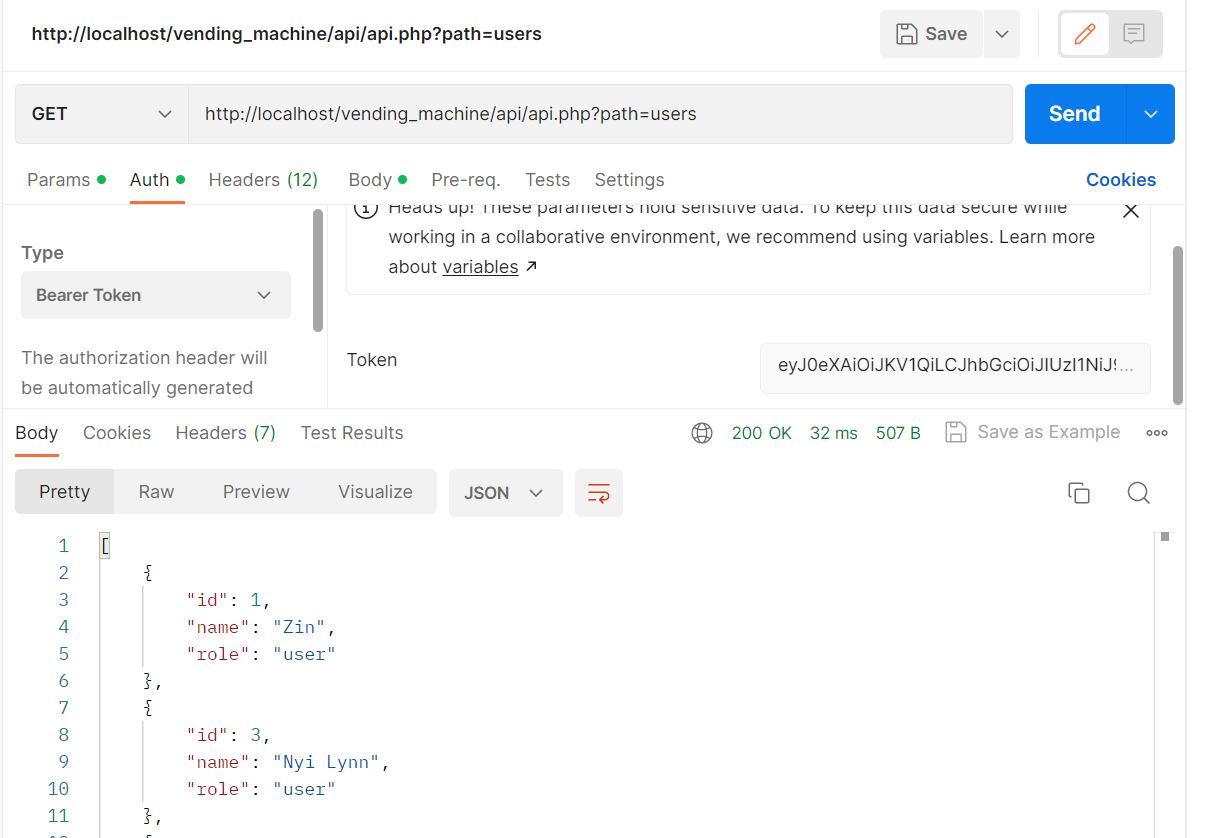 http://localhost/vending_machine/api/api.php?path=users
Save
GET
http://localhost/vending_machine/api/api.php?path=users
Send
Params
Auth
Headers (12)
Body
Pre-req.
Tests
Settings
Cookies
Heads up! These parameters hold sensitive data. To keep this data secure while
working in a collaborative environment, we recommend using variables. Learn more
about variables
Type
Bearer Token
The authorization header will
be automatically generated
Token
eyJ0eXAiOiJKV1QiLCJhbGciOiJIUzI1NiJ9...
Body
Cookies
Headers (7)
Test Results
200 OK
32 ms
507 B
Save as Example
Pretty
Raw
Preview
Visualize
JSON
1 [
2 {
3 "id": 1,
4 "name": "Zin",
5 "role": "user"
6 },
7 {
8 "id": 3,
9 "name": "Nyi Lynn",
10 "role": "user"
11 },